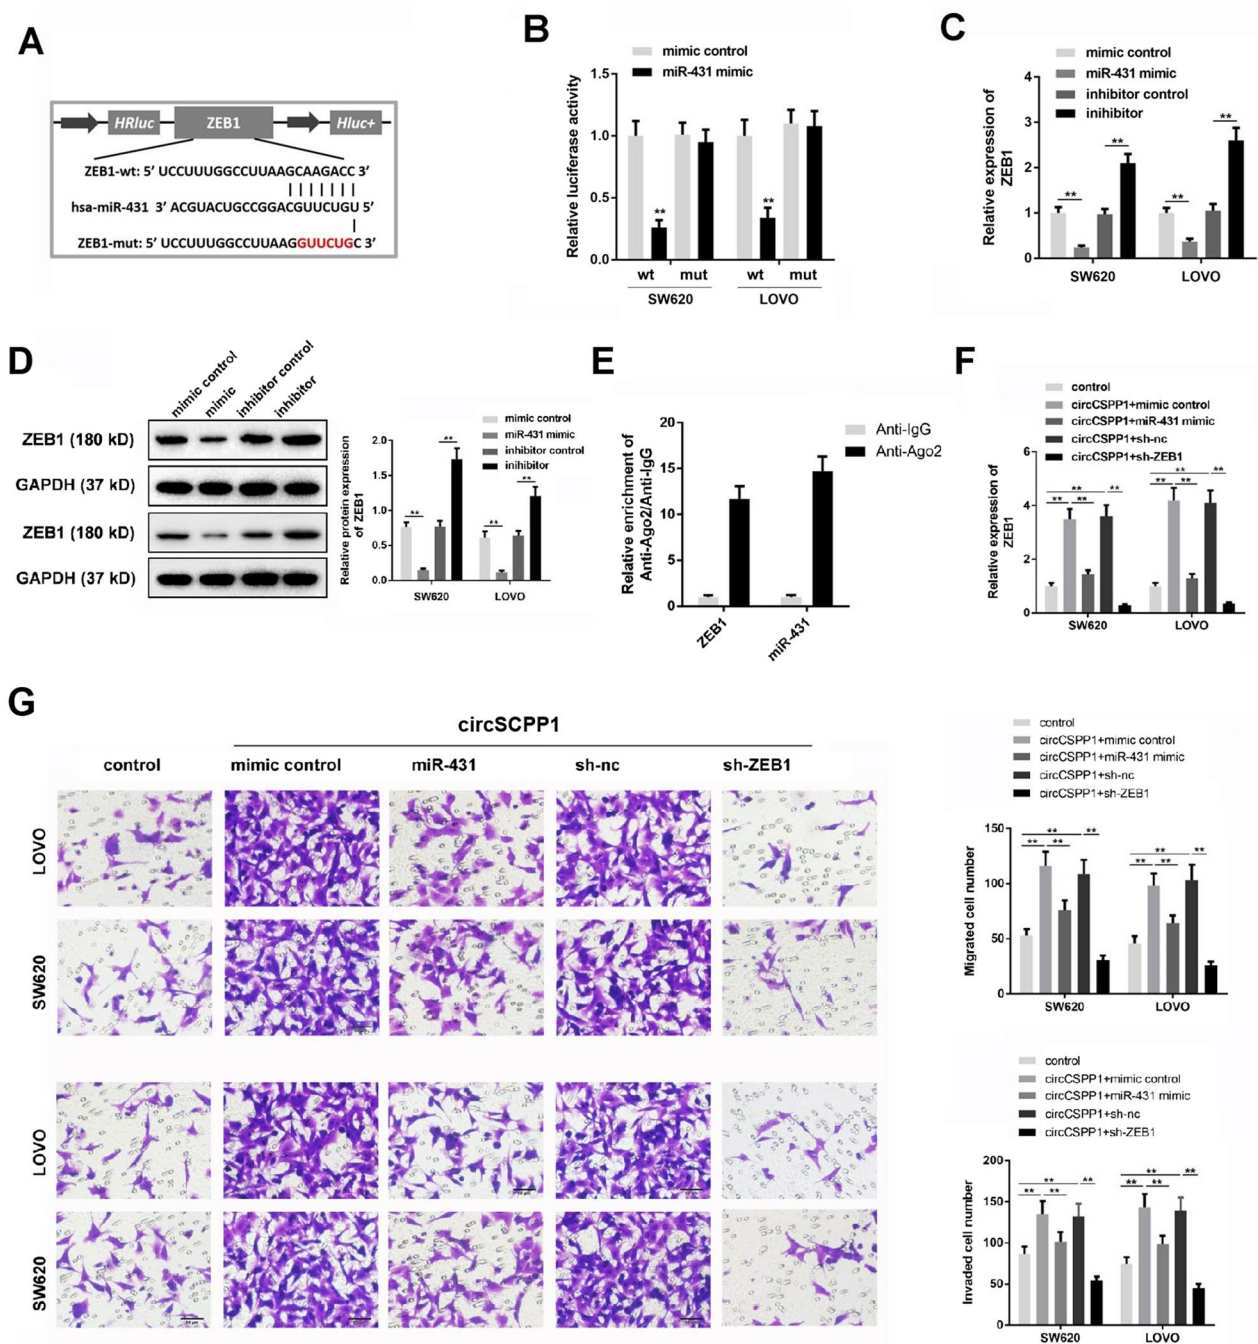 A
HRluc ZEB1 Hluc+
ZEB1-wt: 5’ UCCUUUGGCCUUAAGCAAGACC 3’
hsa-miR-431 3’ ACGUACUGCCGGACGUUCUGU 5’
ZEB1-mut: 5’ UCCUUUGGCCUUAAGGUUCUGC 3’
B
mimic control
miR-431 mimic
Relative luciferase activity
1.5
1.0
0.5
0.0
**
**
wt mut wt mut
SW620 LOVO
C
mimic control
miR-431 mimic
inhibitor control
inihibitor
Relative expression of
ZEB1
4
3
2
1
0
** ** ** **
SW620 LOVO
D
mimic control
mimic
inhibitor control
inhibitor
ZEB1 (180 kD)
GAPDH (37 kD)
ZEB1 (180 kD)
GAPDH (37 kD)
mimic control
miR-431 mimic
inhibitor control
inihibitor
Relative protein expression
of ZEB1
2.0
1.5
1.0
0.5
0.0
** ** ** **
SW620 LOVO
E
Anti-IgG
Anti-Ago2
Relative enrichment of
Anti-Ago2/Anti-IgG
20
15
10
5
0
ZEB1
miR-431
F
control
circCSPP1+mimic control
circCSPP1+miR-431 mimic
circCSPP1+sh-nc
circCSPP1+sh-ZEB1
Relative expression of
ZEB1
6
4
2
0
** ** ** **
** ** ** **
SW620 LOVO
G
circSCPP1
control mimic control miR-431 sh-nc sh-ZEB1
LOVO
SW620
LOVO
SW620
control
circCSPP1+mimic control
circCSPP1+miR-431 mimic
circCSPP1+sh-nc
circCSPP1+sh-ZEB1
Migrated cell number
150
100
50
0
** ** ** **
** ** ** **
SW620 LOVO
control
circCSPP1+mimic control
circCSPP1+miR-431 mimic
circCSPP1+sh-nc
circCSPP1+sh-ZEB1
Invaded cell number
200
150
100
50
0
** ** ** **
** ** ** **
SW620 LOVO